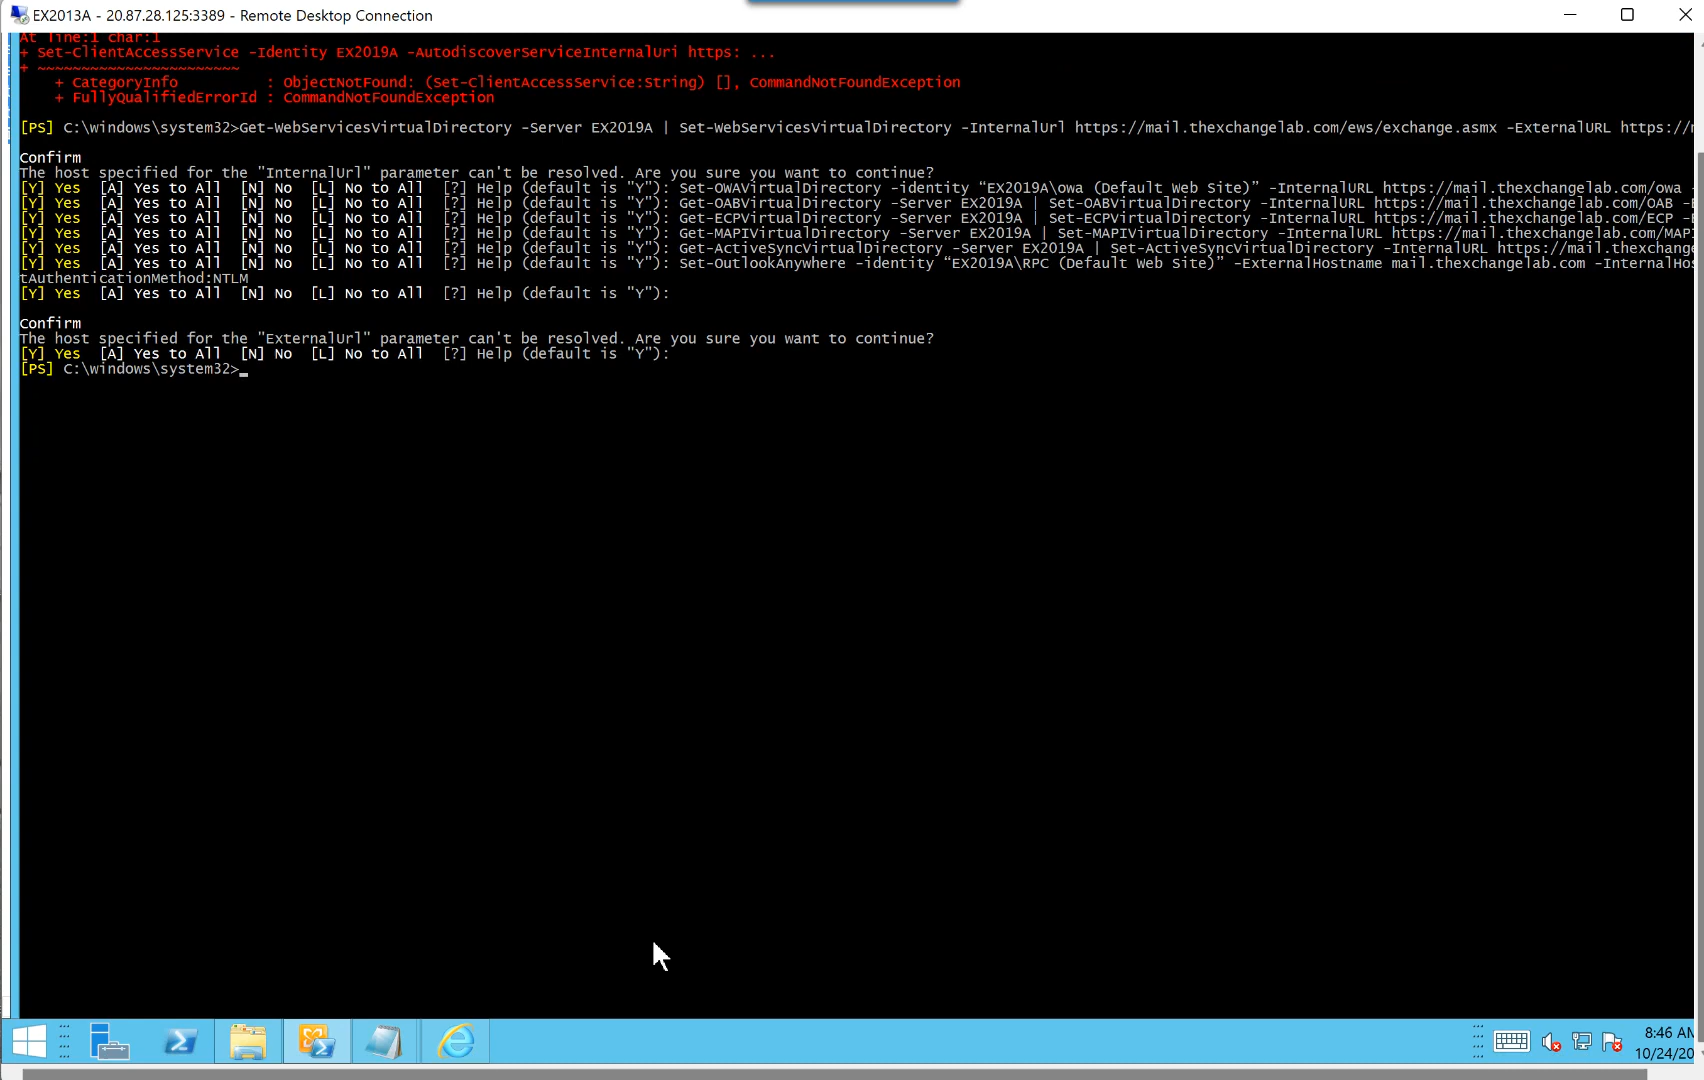 EX2013A - 20.87.28.125:3389 - Remote Desktop Connection
At line:1 char:1
+ Set-ClientAccessService -Identity EX2019A -AutodiscoverServiceInternalUri https: ...
+ ~~~~~~~~~~~~~~~~~~~~~~~
+ CategoryInfo : ObjectNotFound: (Set-ClientAccessService:String) [], CommandNotFoundException
+ FullyQualifiedErrorId : CommandNotFoundException
[PS] C:\windows\system32>Get-WebServicesVirtualDirectory -Server EX2019A | Set-WebServicesVirtualDirectory -InternalUrl https://mail.thexchangelab.com/ews/exchange.asmx -ExternalURL https://
Confirm
The host specified for the "InternalUrl" parameter can't be resolved. Are you sure you want to continue?
[Y] Yes [A] Yes to All [N] No [L] No to All [?] Help (default is "Y"): Set-OWAVirtualDirectory -identity “EX2019A\owa (Default Web Site)” -InternalURL https://mail.thexchangelab.com/owa -
[Y] Yes [A] Yes to All [N] No [L] No to All [?] Help (default is "Y"): Get-OABVirtualDirectory -Server EX2019A | Set-OABVirtualDirectory -InternalURL https://mail.thexchangelab.com/OAB -E
[Y] Yes [A] Yes to All [N] No [L] No to All [?] Help (default is "Y"): Get-ECPVirtualDirectory -Server EX2019A | Set-ECPVirtualDirectory -InternalURL https://mail.thexchangelab.com/ECP -E
[Y] Yes [A] Yes to All [N] No [L] No to All [?] Help (default is "Y"): Get-MAPIVirtualDirectory -Server EX2019A | Set-MAPIVirtualDirectory -InternalURL https://mail.thexchangelab.com/MAP
[Y] Yes [A] Yes to All [N] No [L] No to All [?] Help (default is "Y"): Get-ActiveSyncVirtualDirectory -Server EX2019A | Set-ActiveSyncVirtualDirectory -InternalURL https://mail.thexchange
[Y] Yes [A] Yes to All [N] No [L] No to All [?] Help (default is "Y"): Set-OutlookAnywhere -identity “EX2019A\RPC (Default Web Site)” -ExternalHostname mail.thexchangelab.com -InternalHos
tAuthenticationMethod:NTLM
[Y] Yes [A] Yes to All [N] No [L] No to All [?] Help (default is "Y"):
Confirm
The host specified for the "ExternalUrl" parameter can't be resolved. Are you sure you want to continue?
[Y] Yes [A] Yes to All [N] No [L] No to All [?] Help (default is "Y"):
[PS] C:\windows\system32>_
8:46 AM
10/24/20